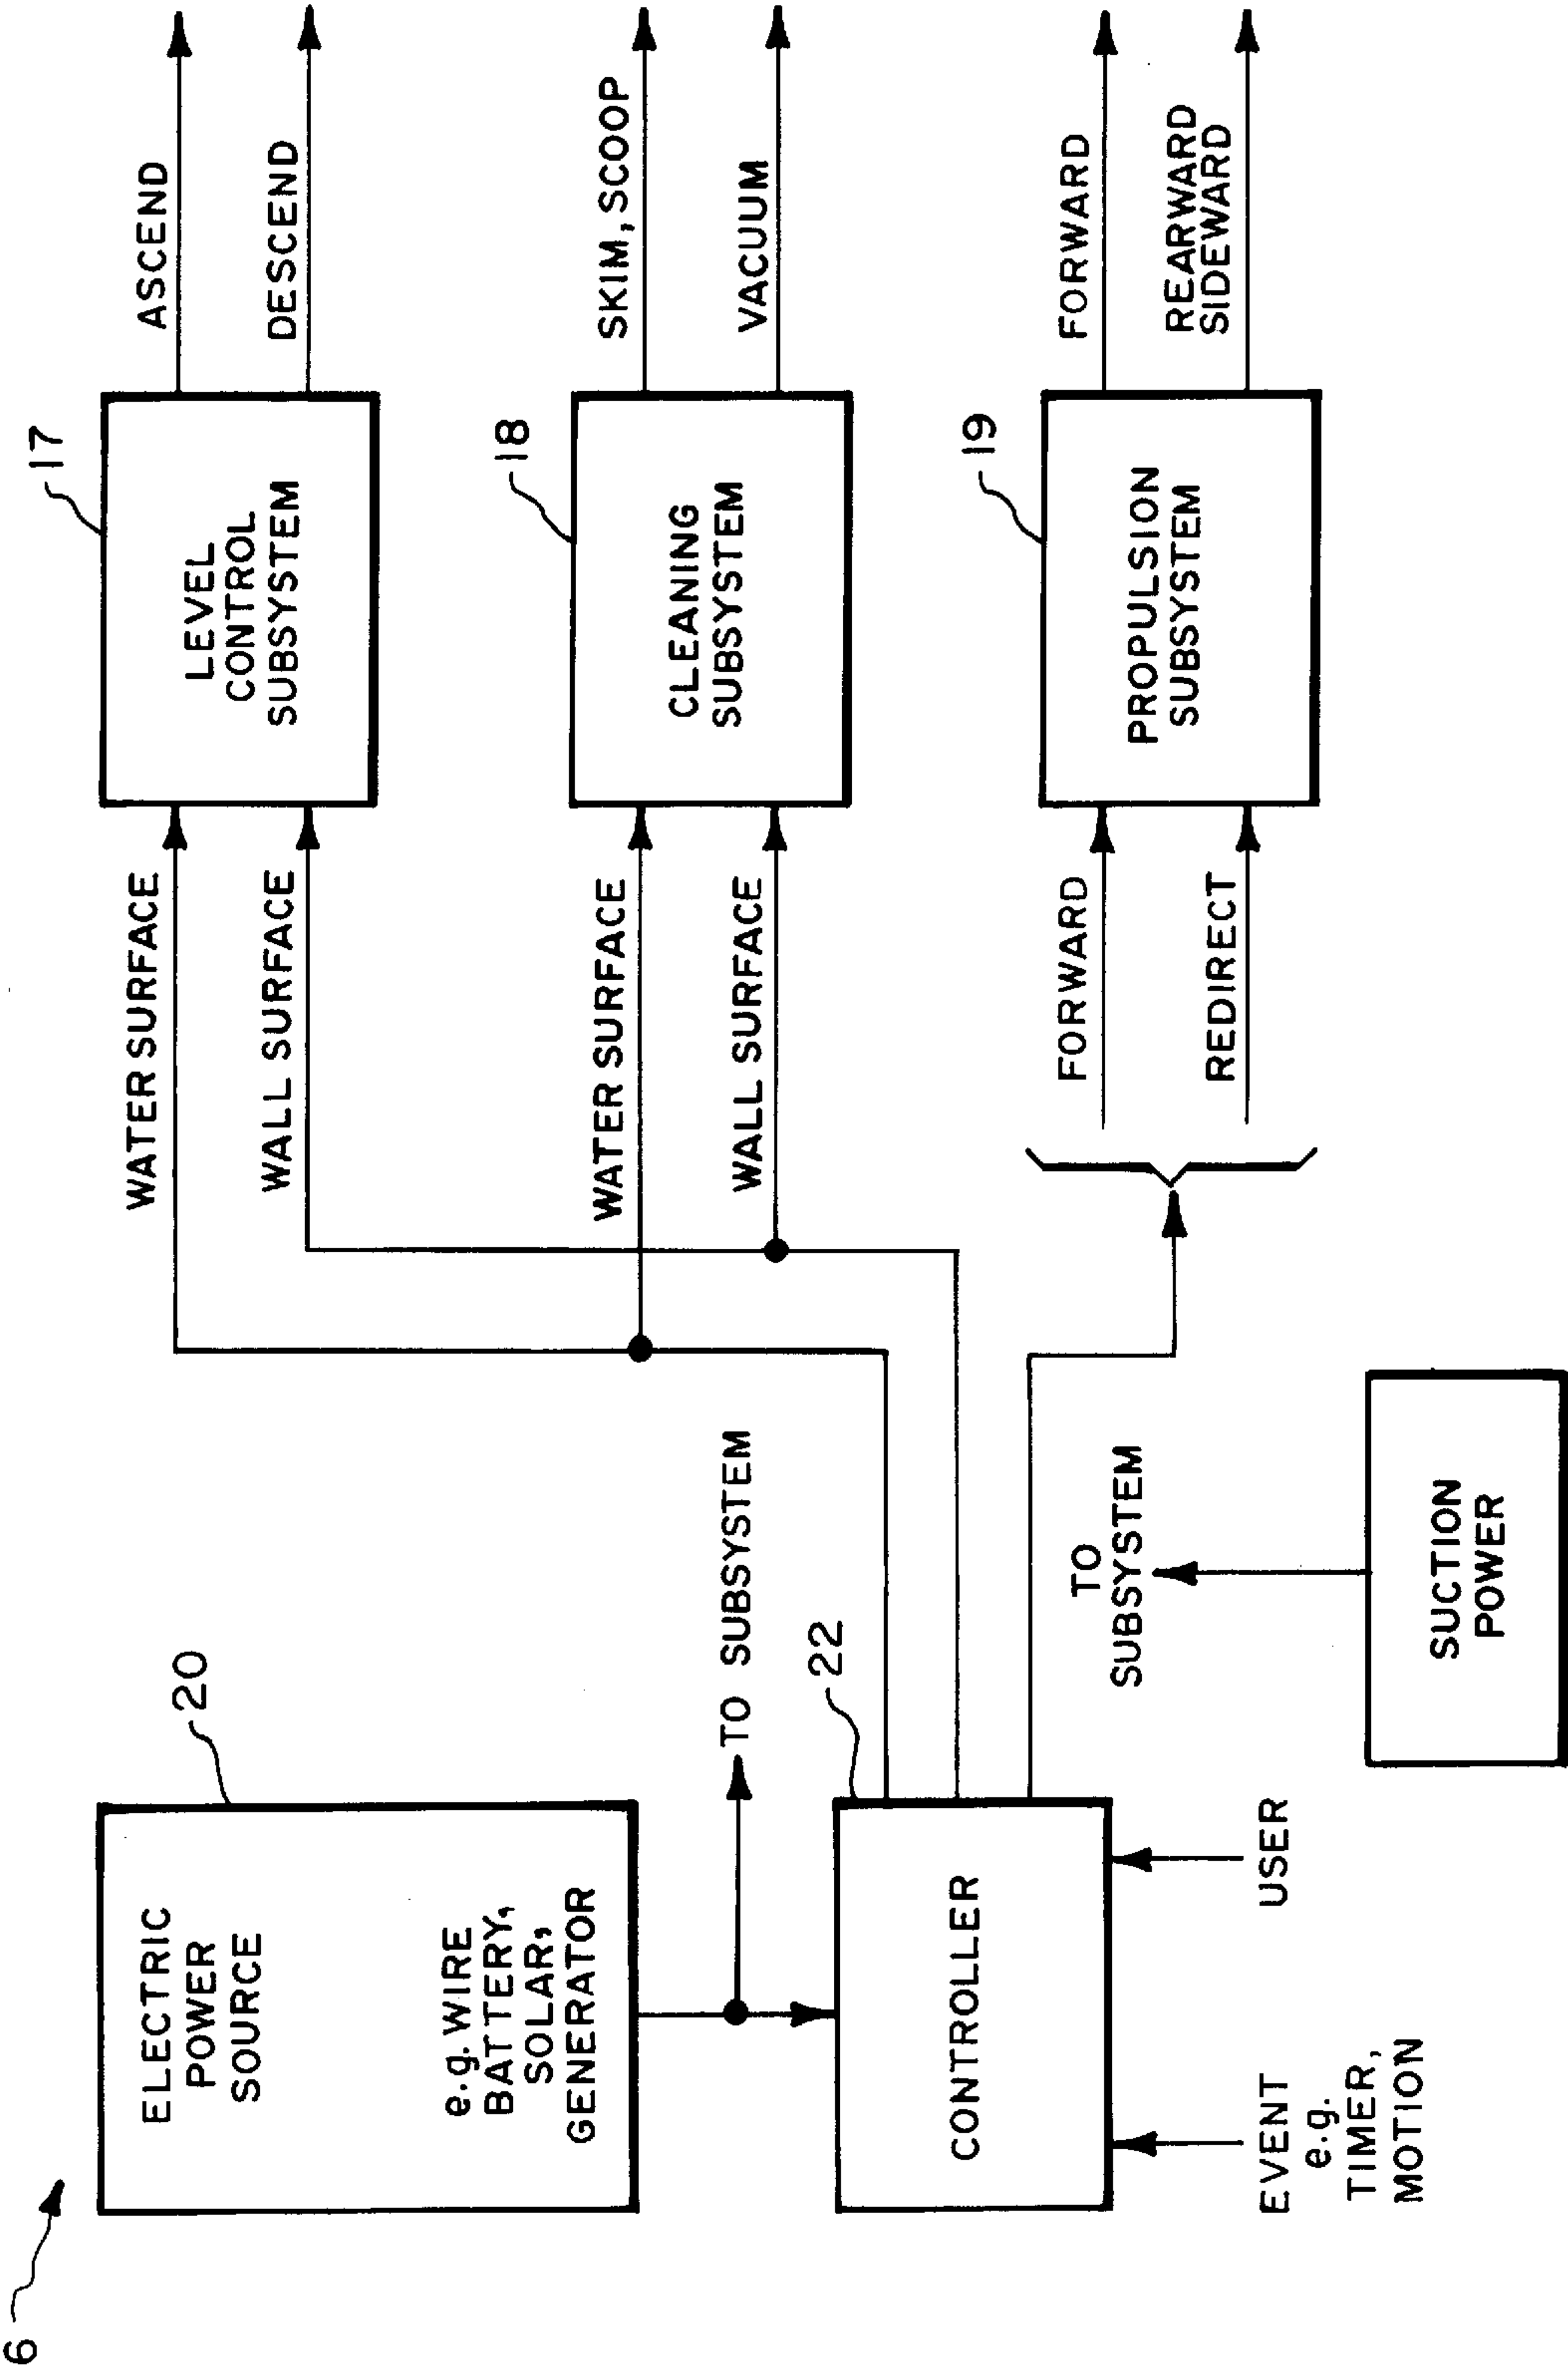 6
20
ELECTRIC
POWER
SOURCE
e.g. WIRE
BATTERY,
SOLAR,
GENERATOR
TO SUBSYSTEM
22
CONTROLLER
EVENT
e.g.
TIMER,
MOTION
USER
TO
SUBSYSTEM
SUCTION
POWER
WATER SURFACE
WALL SURFACE
17
LEVEL
CONTROL
SUBSYSTEM
ASCEND
DESCEND
WATER SURFACE
WALL SURFACE
18
CLEANING
SUBSYSTEM
SKIM, SCOOP
VACUUM
FORWARD
REDIRECT
19
PROPULSION
SUBSYSTEM
FORWARD
REARWARD
SIDEWARD